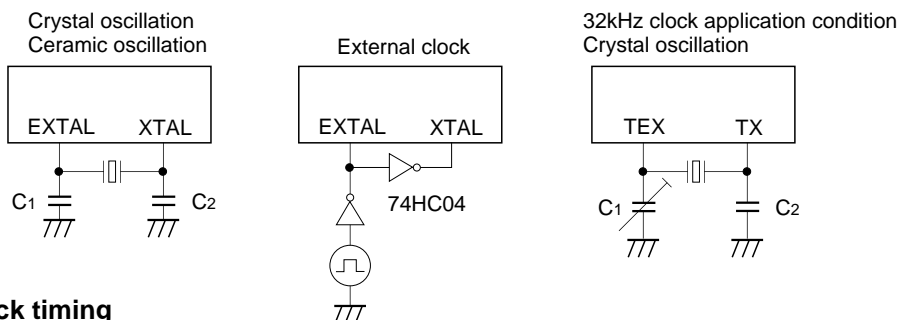 Crystal oscillation
Ceramic oscillation
EXTAL XTAL
C1 C2
External clock
EXTAL XTAL
74HC04
32kHz clock application condition
Crystal oscillation
TEX TX
C1 C2
ck timing